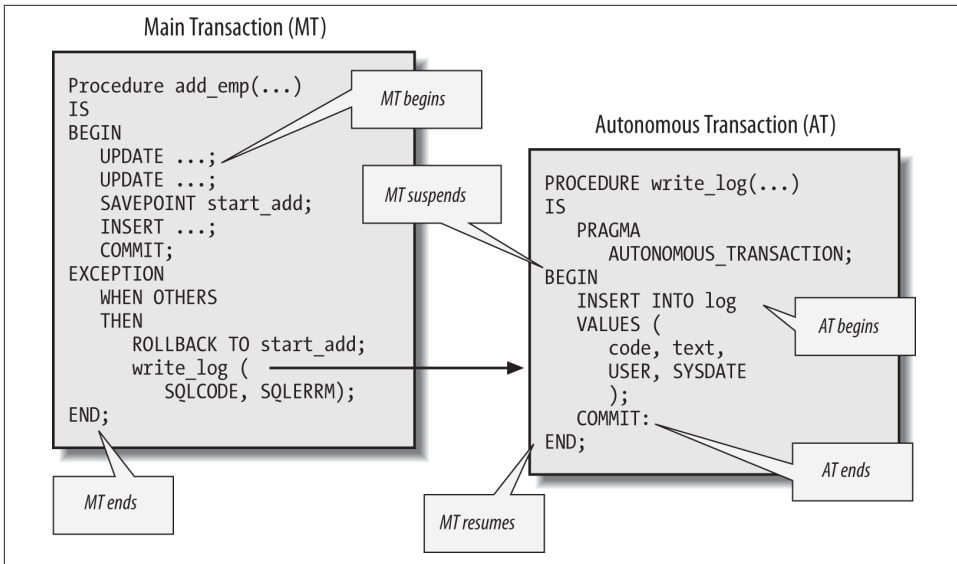 Main Transaction (MT)
Procedure add_emp(...)
IS
BEGIN
UPDATE ...;
UPDATE ...;
SAVEPOINT start_add;
INSERT ...;
COMMIT;
EXCEPTION
WHEN OTHERS
THEN
ROLLBACK TO start_add;
write_log (
SQLCODE, SQLERRM);
END;
MT begins
MT suspends
MT ends
Autonomous Transaction (AT)
PROCEDURE write_log(...)
IS
PRAGMA
AUTONOMOUS_TRANSACTION;
BEGIN
INSERT INTO log
VALUES (
code, text,
USER, SYSDATE
);
COMMIT:
END;
AT begins
AT ends
MT resumes